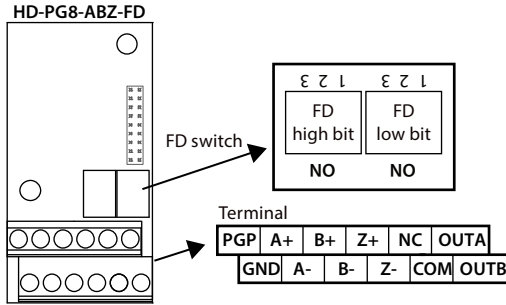 HD-PG8-ABZ-FD
FD switch
3 2 1 3 2 1
FD FD
high bit low bit
NO NO
Terminal
PGP A+ B+ Z+ NC OUTA
GND A- B- Z- COM OUTB